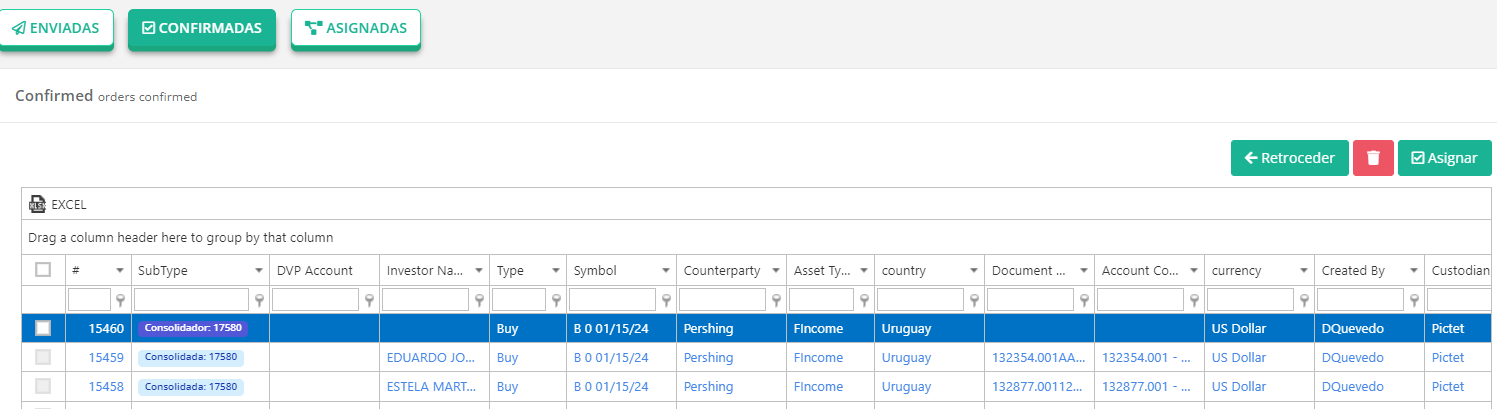 ENVIADAS CONFIRMADAS ASIGNADAS
Confirmed orders confirmed
Retroceder Asignar
XLSX EXCEL
Drag a column header here to group by that column
# SubType DVP Account Investor Na... Type Symbol Counterparty Asset Ty... country Document ... Account Co... currency Created By Custodian
15460 Consolidador: 17580 Buy B 0 01/15/24 Pershing FIncome Uruguay US Dollar DQuevedo Pictet
15459 Consolidada: 17580 EDUARDO JO... Buy B 0 01/15/24 Pershing FIncome Uruguay 132354.001AA... 132354.001 - ... US Dollar DQuevedo Pictet
15458 Consolidada: 17580 ESTELA MART... Buy B 0 01/15/24 Pershing FIncome Uruguay 132877.00112... 132877.001 - ... US Dollar DQuevedo Pictet